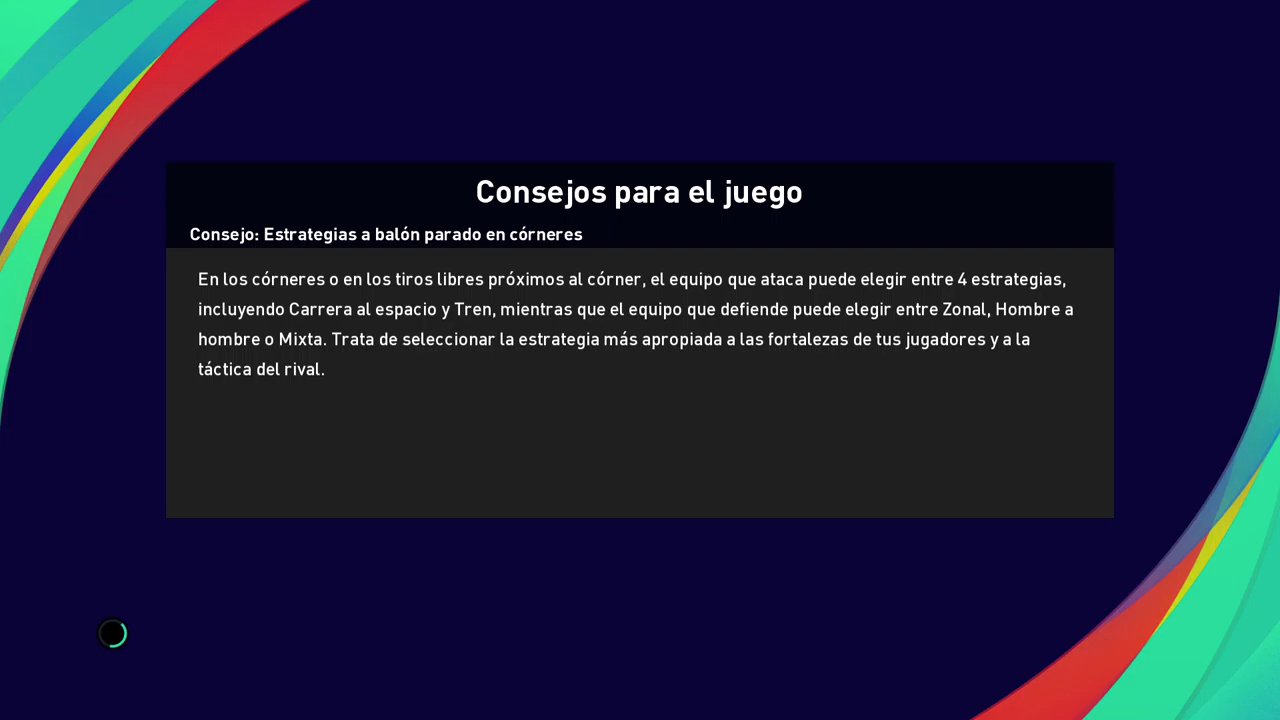 Consejos para el juego
Consejo: Estrategias a balón parado en córneres
En los córneres o en los tiros libres próximos al córner, el equipo que ataca puede elegir entre 4 estrategias,
incluyendo Carrera al espacio y Tren, mientras que el equipo que defiende puede elegir entre Zonal, Hombre a
hombre o Mixta. Trata de seleccionar la estrategia más apropiada a las fortalezas de tus jugadores y a la
táctica del rival.